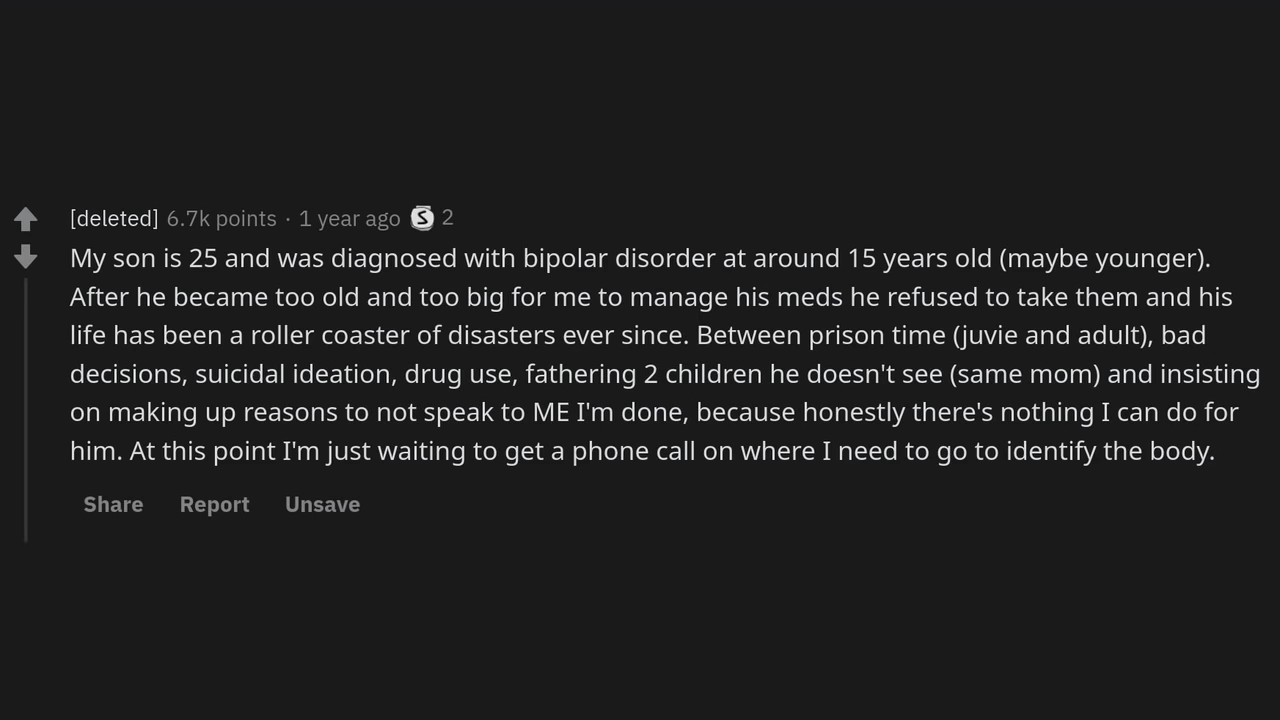 [deleted] 6.7k points · 1 year ago S 2
My son is 25 and was diagnosed with bipolar disorder at around 15 years old (maybe younger).
After he became too old and too big for me to manage his meds he refused to take them and his
life has been a roller coaster of disasters ever since. Between prison time (juvie and adult), bad
decisions, suicidal ideation, drug use, fathering 2 children he doesn't see (same mom) and insisting
on making up reasons to not speak to ME I'm done, because honestly there's nothing I can do for
him. At this point I'm just waiting to get a phone call on where I need to go to identify the body.
Share Report Unsave